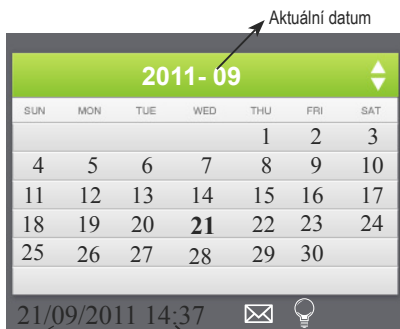 Aktuální datum
2011- 09
SUN MON TUE WED THU FRI SAT
1 2 3
4 5 6 7 8 9 10
11 12 13 14 15 16 17
18 19 20 21 22 23 24
25 26 27 28 29 30
21/09/2011 14:37